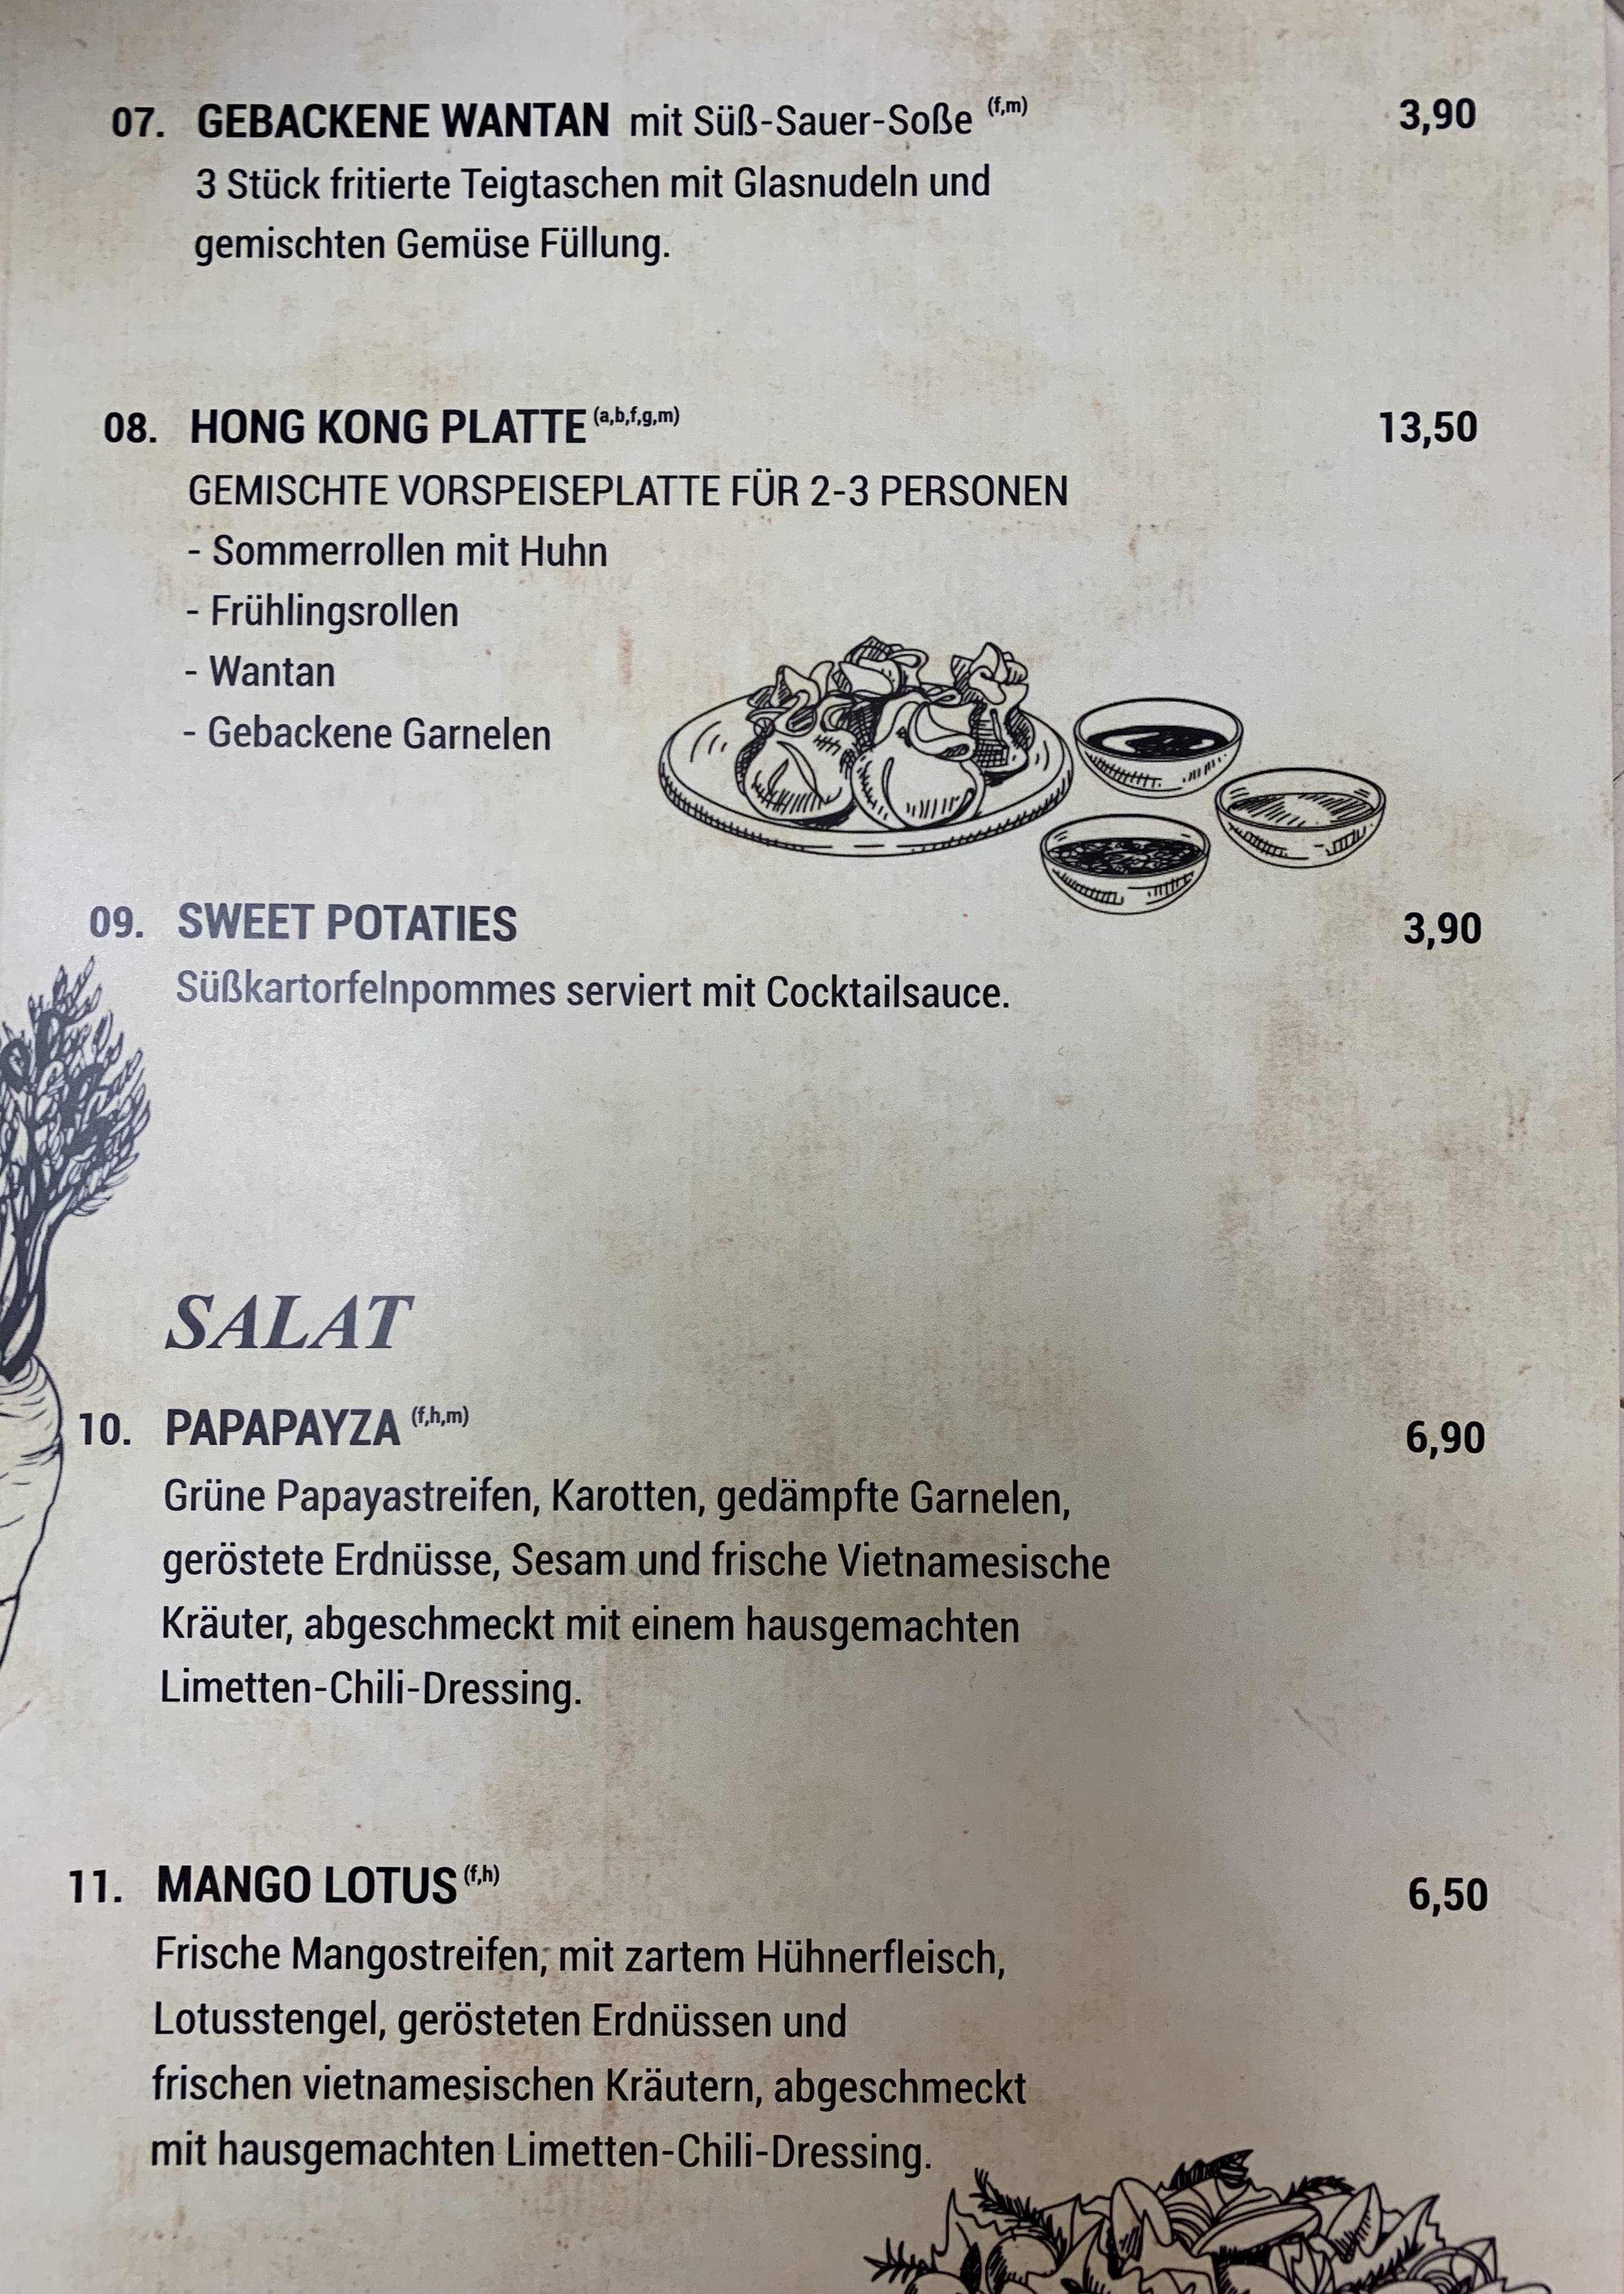 07. GEBACKENE WANTAN mit Süß-Sauer-Soße (f,m) 3,90
3 Stück fritierte Teigtaschen mit Glasnudeln und
gemischten Gemüse Füllung.
08. HONG KONG PLATTE (a,b,f,g,m) 13,50
GEMISCHTE VORSPEISEPLATTE FÜR 2-3 PERSONEN
- Sommerrollen mit Huhn
- Frühlingsrollen
- Wantan
- Gebackene Garnelen
09. SWEET POTATIES 3,90
Süßkartorfelnpommes serviert mit Cocktailsauce.
SALAT
10. PAPAPAYZA (f,h,m) 6,90
Grüne Papayastreifen, Karotten, gedämpfte Garnelen,
geröstete Erdnüsse, Sesam und frische Vietnamesische
Kräuter, abgeschmeckt mit einem hausgemachten
Limetten-Chili-Dressing.
11. MANGO LOTUS (f,h) 6,50
Frische Mangostreifen, mit zartem Hühnerfleisch,
Lotusstengel, gerösteten Erdnüssen und
frischen vietnamesischen Kräutern, abgeschmeckt
mit hausgemachten Limetten-Chili-Dressing.